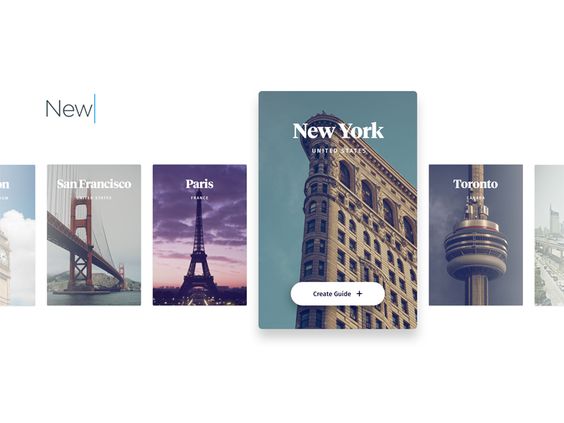 New
New York
UNITED STATES
on
San Francisco
UNITED STATES
Paris
FRANCE
Toronto
CANADA
Create Guide +